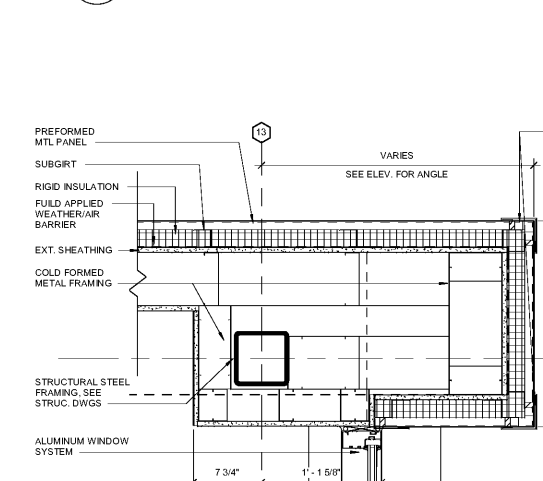 PREFORMED
MTL PANEL
13
VARIES
SUBGIRT
SEE ELEV. FOR ANGLE
RIGID INSULATION
FUILD APPLIED
WEATHER/AIR
BARRIER
EXT. SHEATHING
COLD FORMED
METAL FRAMING
STRUCTURAL STEEL
FRAMING, SEE
STRUC. DWGS
ALUMINUM WINDOW
SYSTEM
7 3/4"
1' - 1 5/8"